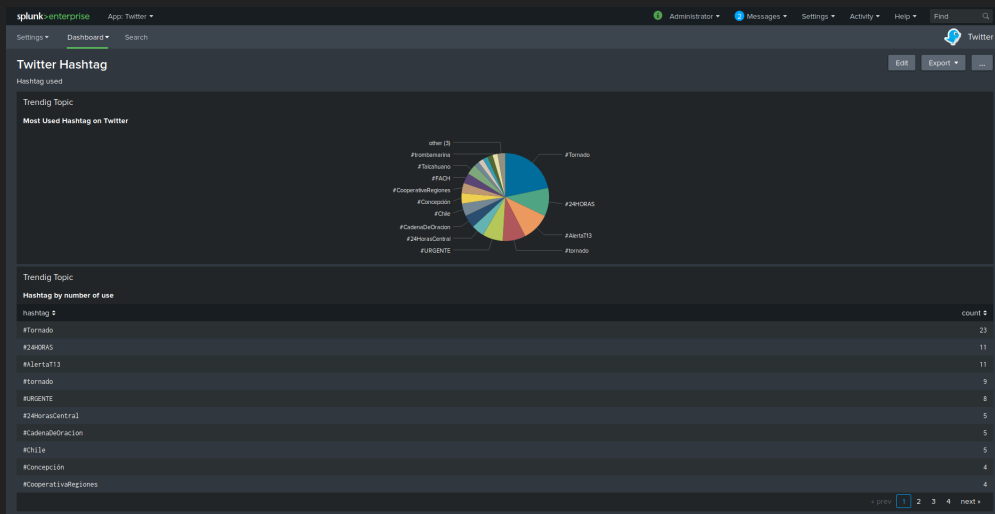 splunk>enterprise App: Twitter i Administrator 2 Messages Settings Activity Help Find
Settings Dashboard Search Twitter
Twitter Hashtag Edit Export ...
Hashtag used
Trendig Topic
Most Used Hashtag on Twitter
other (3)
#trombamarina
#Talcahuano
#FACH
#CooperativaRegiones
#Concepción
#Chile
#CadenaDeOracion
#24HorasCentral
#URGENTE
#Tornado
#24HORAS
#AlertaT13
#tornado
Trendig Topic
Hashtag by number of use
hashtag count
#Tornado 23
#24HORAS 11
#AlertaT13 11
#tornado 9
#URGENTE 8
#24HorasCentral 5
#CadenaDeOracion 5
#Chile 5
#Concepción 4
#CooperativaRegiones 4
« prev 1 2 3 4 next »